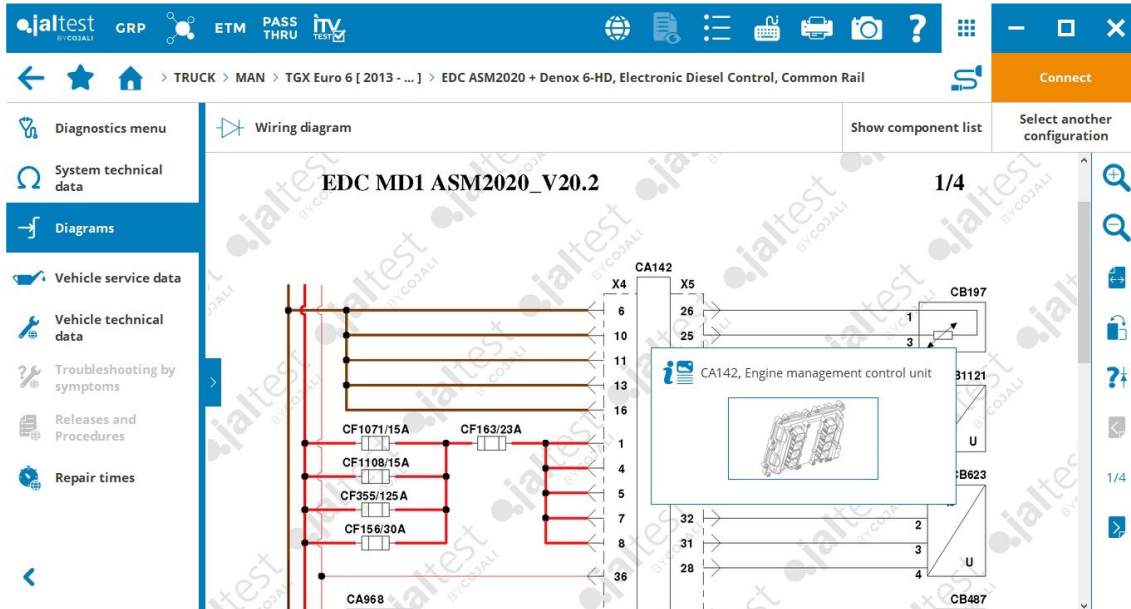 jaltest
BY COJALI
GRP
ETM
PASS
THRU
iTV
TEST
?
> TRUCK > MAN > TGX Euro 6 [ 2013 - ... ] > EDC ASM2020 + Denox 6-HD, Electronic Diesel Control, Common Rail
Connect
Diagnostics menu
System technical
data
Diagrams
Vehicle service data
Vehicle technical
data
Troubleshooting by
symptoms
Releases and
Procedures
Repair times
Wiring diagram
Show component list
Select another
configuration
EDC MD1 ASM2020_V20.2
1/4
CA142
X4
X5
6
10
11
13
16
1
4
5
7
8
36
26
25
32
31
28
CB197
1
3
CA142, Engine management control unit
31121
U
B623
2
3
4
U
CB487
CF1071/15A
CF163/23A
CF1108/15A
CF355/125A
CF156/30A
CA968
1/4
jaltest
BY COJALI